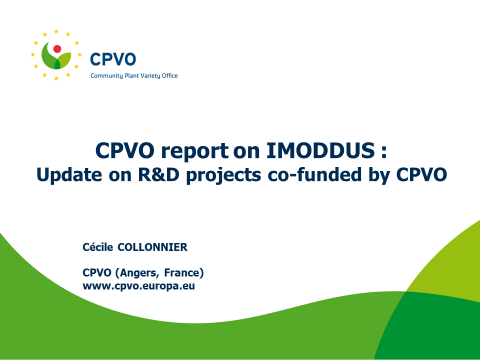 CPVO
Community Plant Variety Office
CPVO report on IMODDUS :
Update on R&D projects co-funded by CPVO
Cécile COLLONNIER
CPVO (Angers, France)
www.cpvo.europa.eu